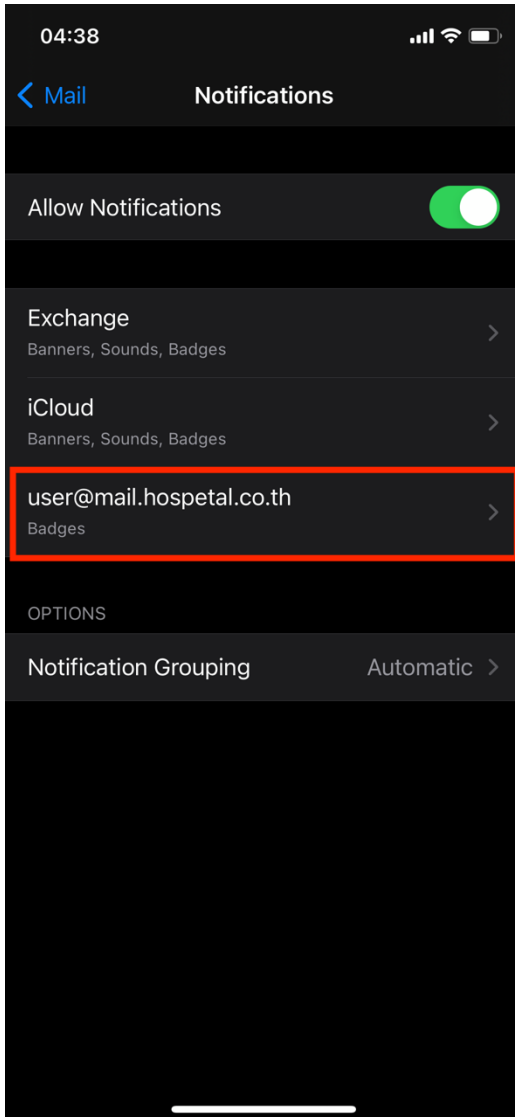 04:38
Mail
Notifications
Allow Notifications
Exchange
Banners, Sounds, Badges
iCloud
Banners, Sounds, Badges
user@mail.hospetal.co.th
Badges
OPTIONS
Notification Grouping
Automatic